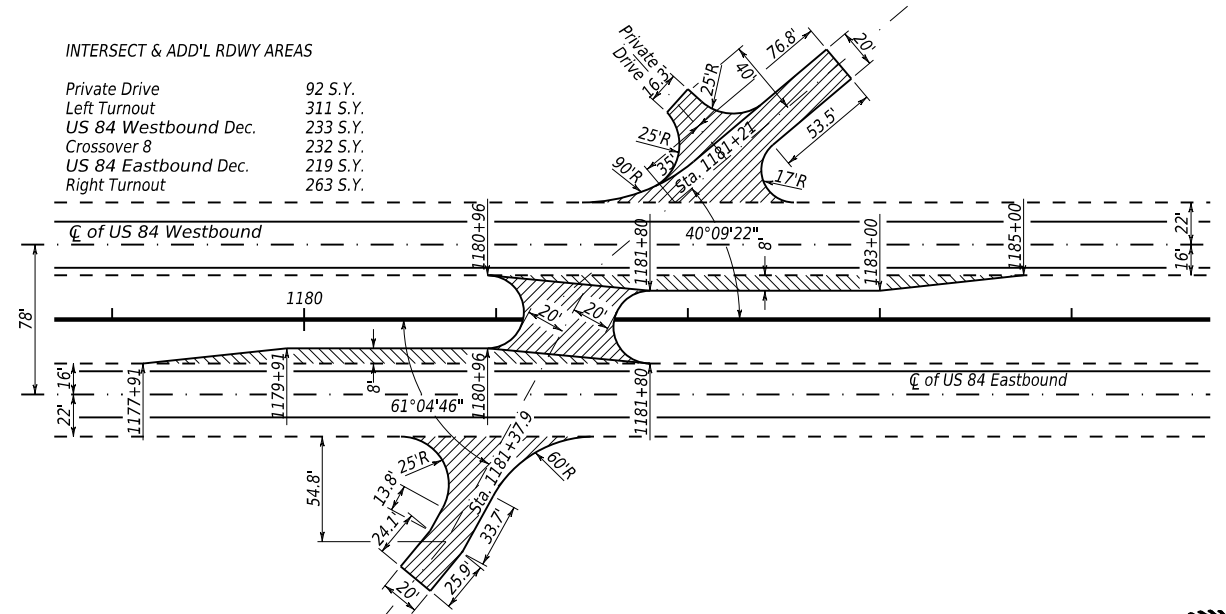 INTERSECT & ADD'L RDWY AREAS
Private Drive 92 S.Y.
Left Turnout 311 S.Y.
US 84 Westbound Dec. 233 S.Y.
Crossover 8 232 S.Y.
US 84 Eastbound Dec. 219 S.Y.
Right Turnout 263 S.Y.
Private
Drive
16.3'
25'R
40'
76.8'
20'
53.5'
25'R
35'
90'R
Sta. 1181+21
17'R
℄ of US 84 Westbound
1180+96
1181+80
40°09'22"
8'
1183+00
1185+00
22'
16'
78'
1180
20'
20'
16'
22'
1177+91
1179+91
8'
61°04'46"
1180+96
1181+80
℄ of US 84 Eastbound
54.8'
25'R
13.8'
24.1'
20'
25.9'
33.7'
Sta. 1181+37.9
60'R